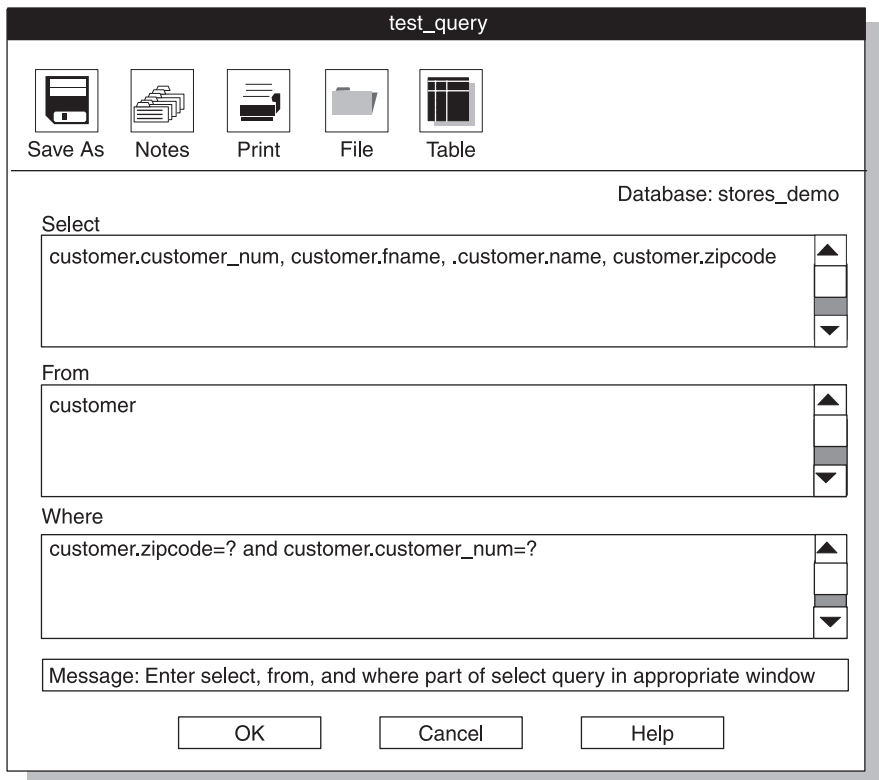 test_query
Save As Notes Print File Table
Database: stores_demo
Select
customer.customer_num, customer.fname, .customer.name, customer.zipcode
From
customer
Where
customer.zipcode=? and customer.customer_num=?
Message: Enter select, from, and where part of select query in appropriate window
OK Cancel Help